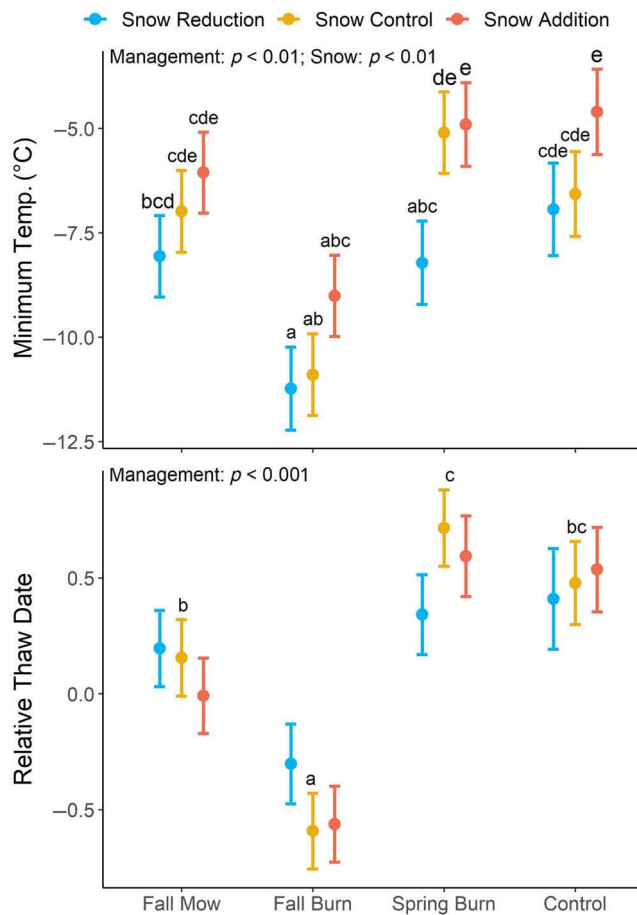 Snow Reduction Snow Control Snow Addition
Management: p < 0.01; Snow: p < 0.01
Minimum Temp. (°C)
−5.0
−7.5
−10.0
−12.5
bcd cde cde
a ab abc
abc de e
cde cde e
Management: p < 0.001
Relative Thaw Date
0.5
0.0
−0.5
b
a
c
bc
Fall Mow Fall Burn Spring Burn Control